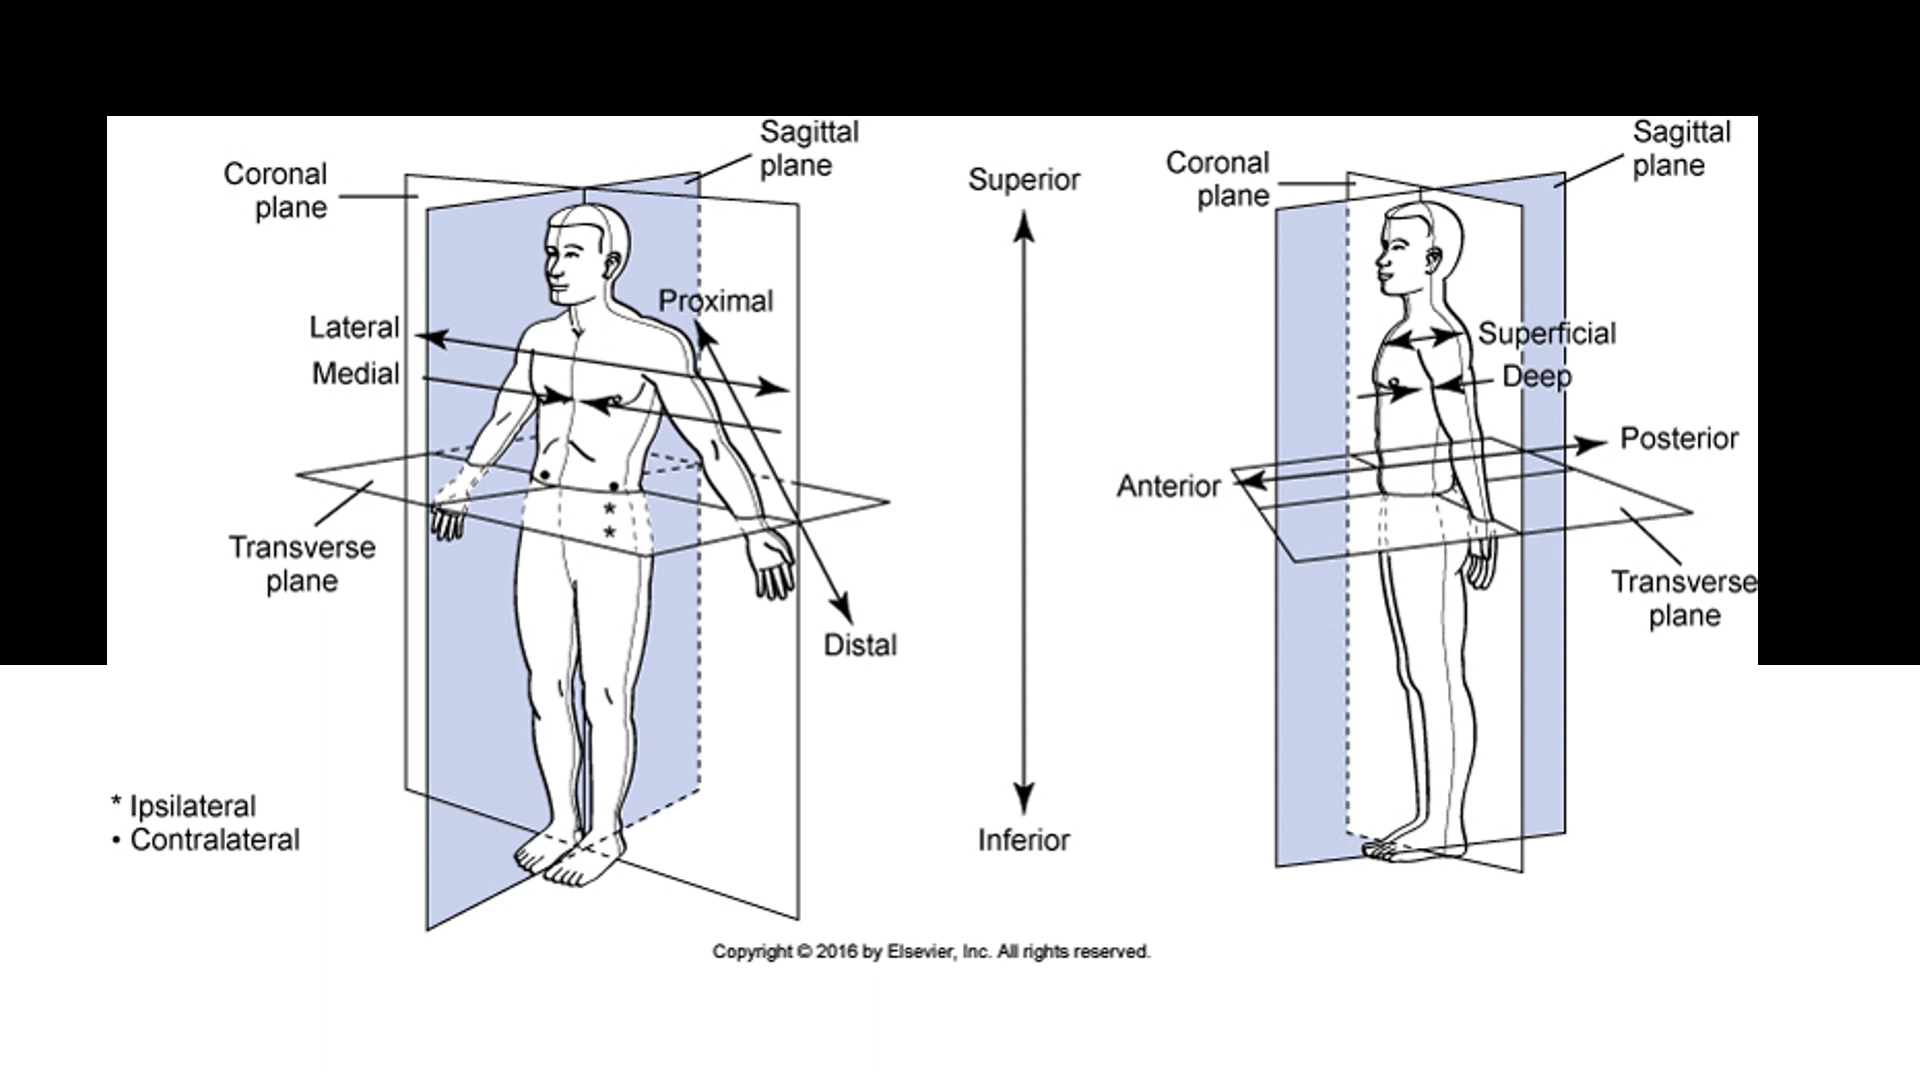 Coronal
plane
Sagittal
plane
Lateral
Medial
Proximal
Transverse
plane
Distal
* Ipsilateral
• Contralateral
Superior
Inferior
Coronal
plane
Sagittal
plane
Superficial
Deep
Posterior
Anterior
Transverse
plane
*
*
Copyright © 2016 by Elsevier, Inc. All rights reserved.